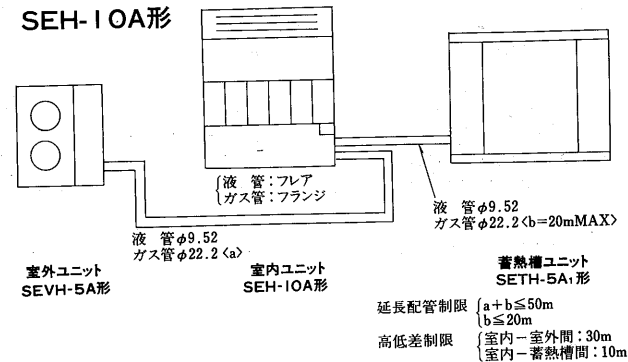 SEH-10A形
液 管：フレア
ガス管：フランジ
液 管φ9.52
ガス管φ22.2<a>
液 管φ9.52
ガス管φ22.2<b=20mMAX>
室外ユニット
SEVH-5A形
室内ユニット
SEH-10A形
蓄熱槽ユニット
SETH-5A₁形
延長配管制限 a+b≦50m
b≦20m
高低差制限 室内－室外間：30m
室内－蓄熱槽間：10m